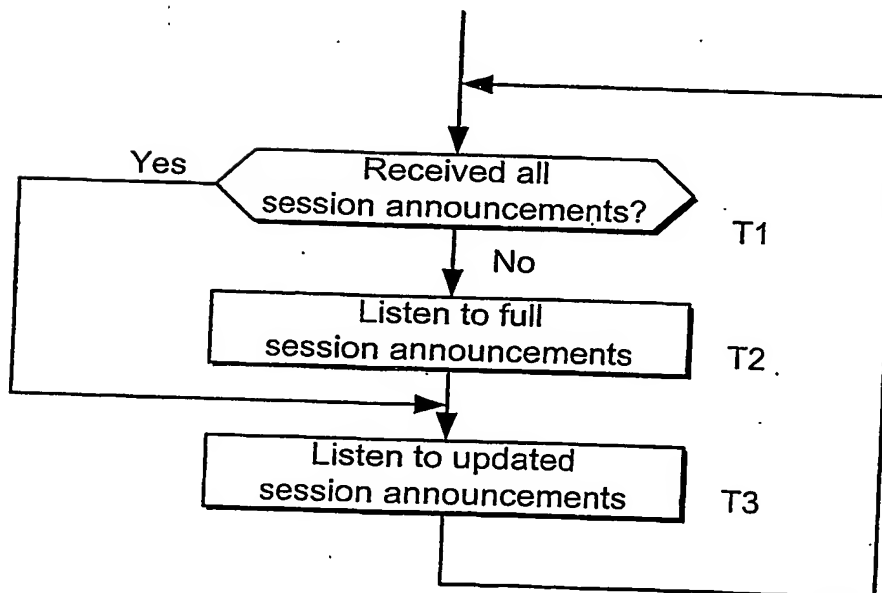 Yes
Received all
session announcements?
T1
No
Listen to full
session announcements
T2
Listen to updated
session announcements
T3